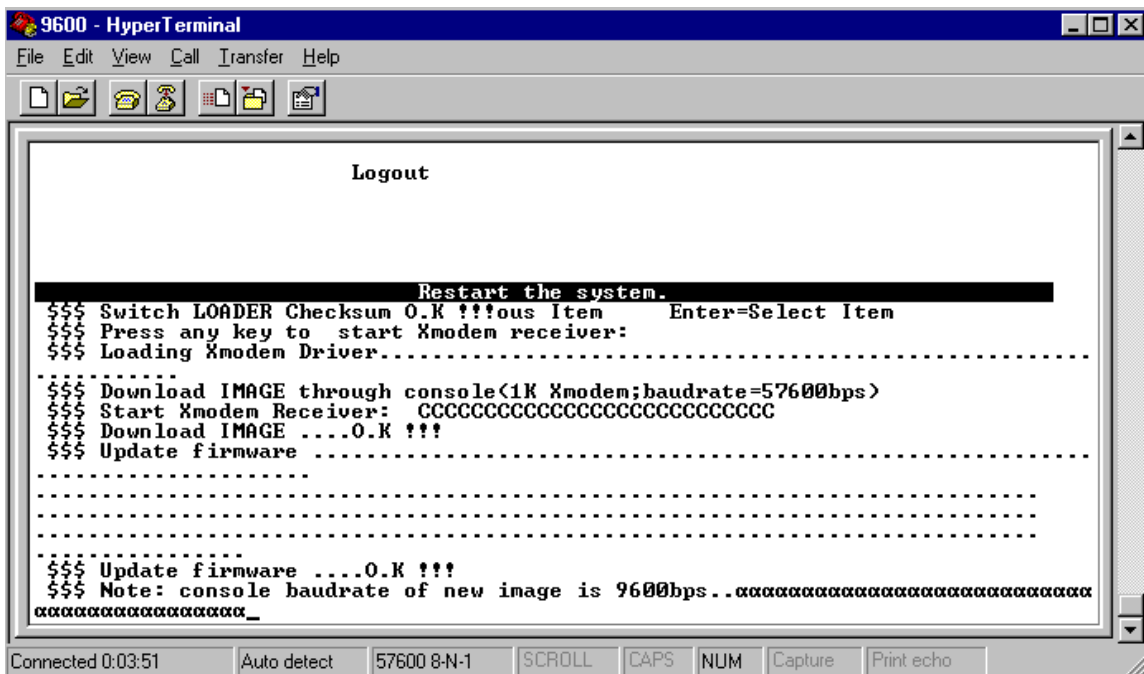 9600 - HyperTerminal
File Edit View Call Transfer Help
Logout
Restart the system.
$$$ Switch LOADER Checksum O.K !!!ous Item Enter=Select Item
$$$ Press any key to start Xmodem receiver:
$$$ Loading Xmodem Driver......................................................
...........
$$$ Download IMAGE through console(1K Xmodem;baudrate=57600bps)
$$$ Start Xmodem Receiver: CCCCCCCCCCCCCCCCCCCCCCCCCCC
$$$ Download IMAGE ....O.K !!!
$$$ Update firmware ...........................................................
.....................
............................................................................
............................................................................
............................................................................
................
$$$ Update firmware ....O.K !!!
$$$ Note: console baudrate of new image is 9600bps..ααααααααααααααααααααααααααα
αααααααααααααααα_
Connected 0:03:51 Auto detect 57600 8-N-1 SCROLL CAPS NUM Capture Print echo